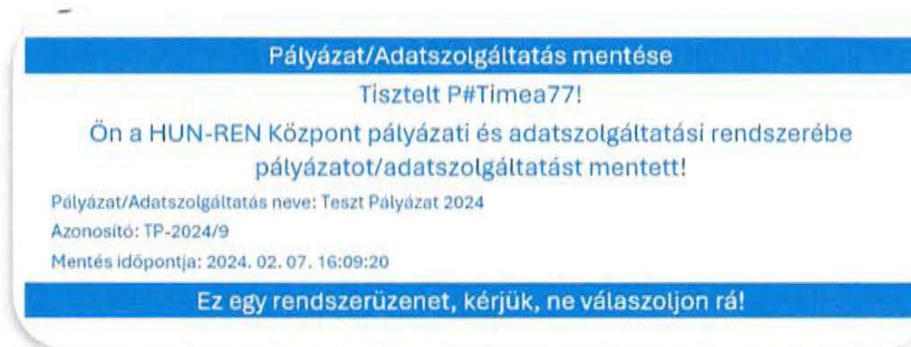 Pályázat/Adatszolgáltatás mentése
Tisztelt P#Timea77!
Ön a HUN-REN Központ pályázati és adatszolgáltatási rendszerébe
pályázatot/adatszolgáltatást mentett!
Pályázat/Adatszolgáltatás neve: Teszt Pályázat 2024
Azonosító: TP-2024/9
Mentés időpontja: 2024. 02. 07. 16:09:20
Ez egy rendszerüzenet, kérjük, ne válaszoljon rá!